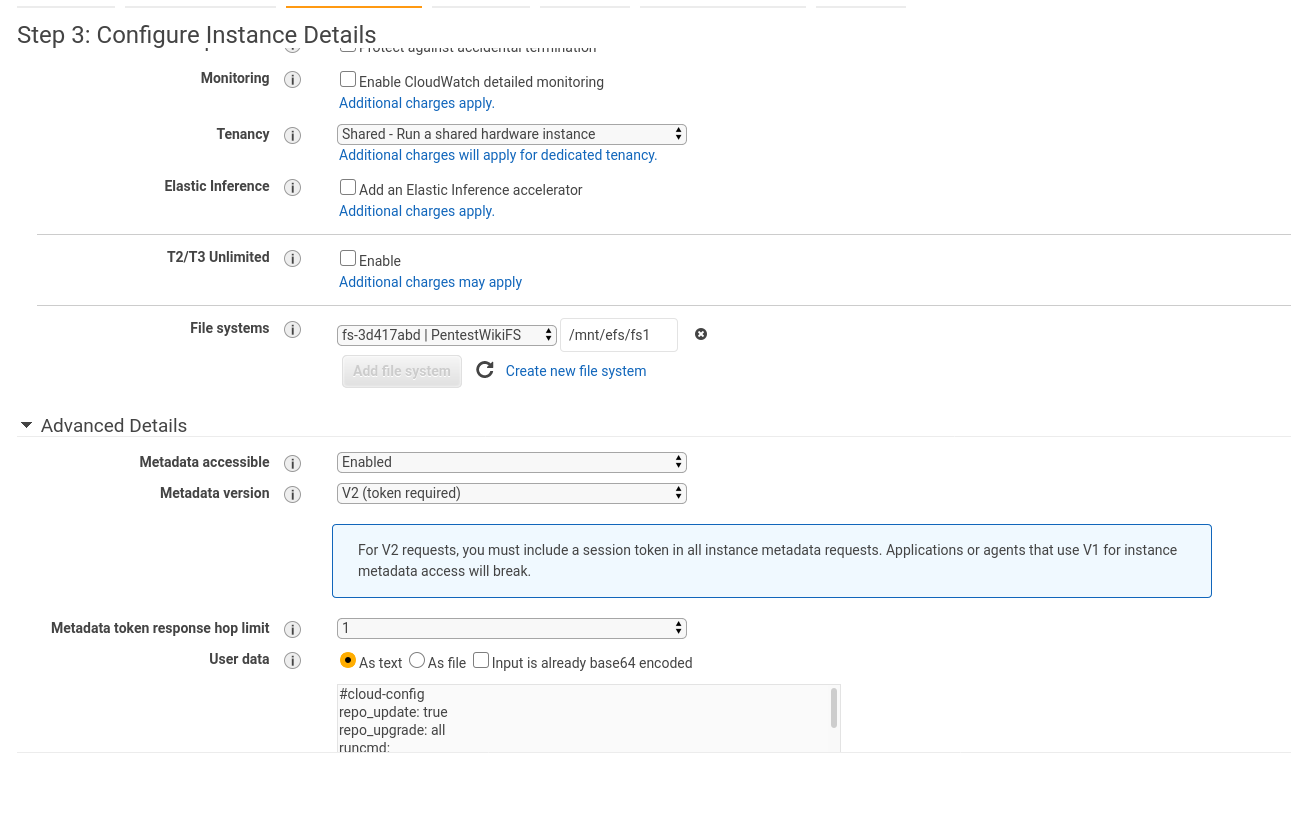 Step 3: Configure Instance Details
Protect against accidental termination
Monitoring
Enable CloudWatch detailed monitoring
Additional charges apply.
Tenancy
Shared - Run a shared hardware instance
Additional charges will apply for dedicated tenancy.
Elastic Inference
Add an Elastic Inference accelerator
Additional charges apply.
T2/T3 Unlimited
Enable
Additional charges may apply
File systems
fs-3d417abd | PentestWikiFS
/mnt/efs/fs1
Add file system
Create new file system
Advanced Details
Metadata accessible
Enabled
Metadata version
V2 (token required)
For V2 requests, you must include a session token in all instance metadata requests. Applications or agents that use V1 for instance
metadata access will break.
Metadata token response hop limit
1
User data
As text As file Input is already base64 encoded
#cloud-config
repo_update: true
repo_upgrade: all
runcmd: